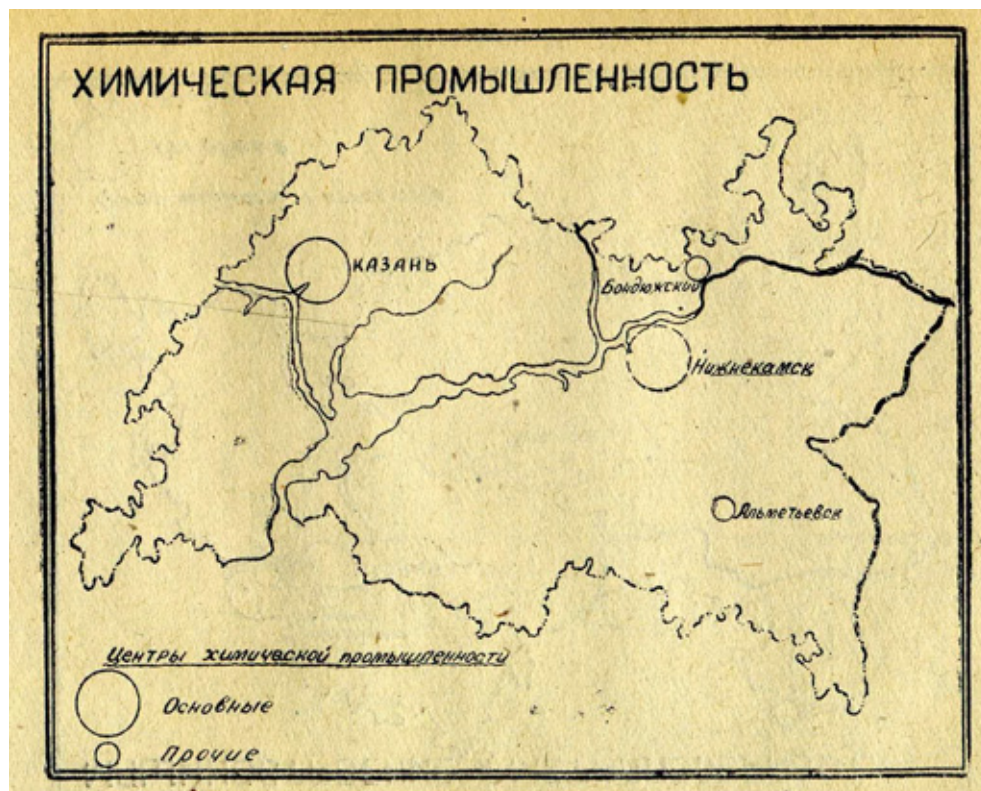 ХИМИЧЕСКАЯ ПРОМЫШЛЕННОСТЬ
КАЗАНЬ
Бондюжский
Нижнекамск
Альметьевск
Центры химической промышленности
Основные
Прочие